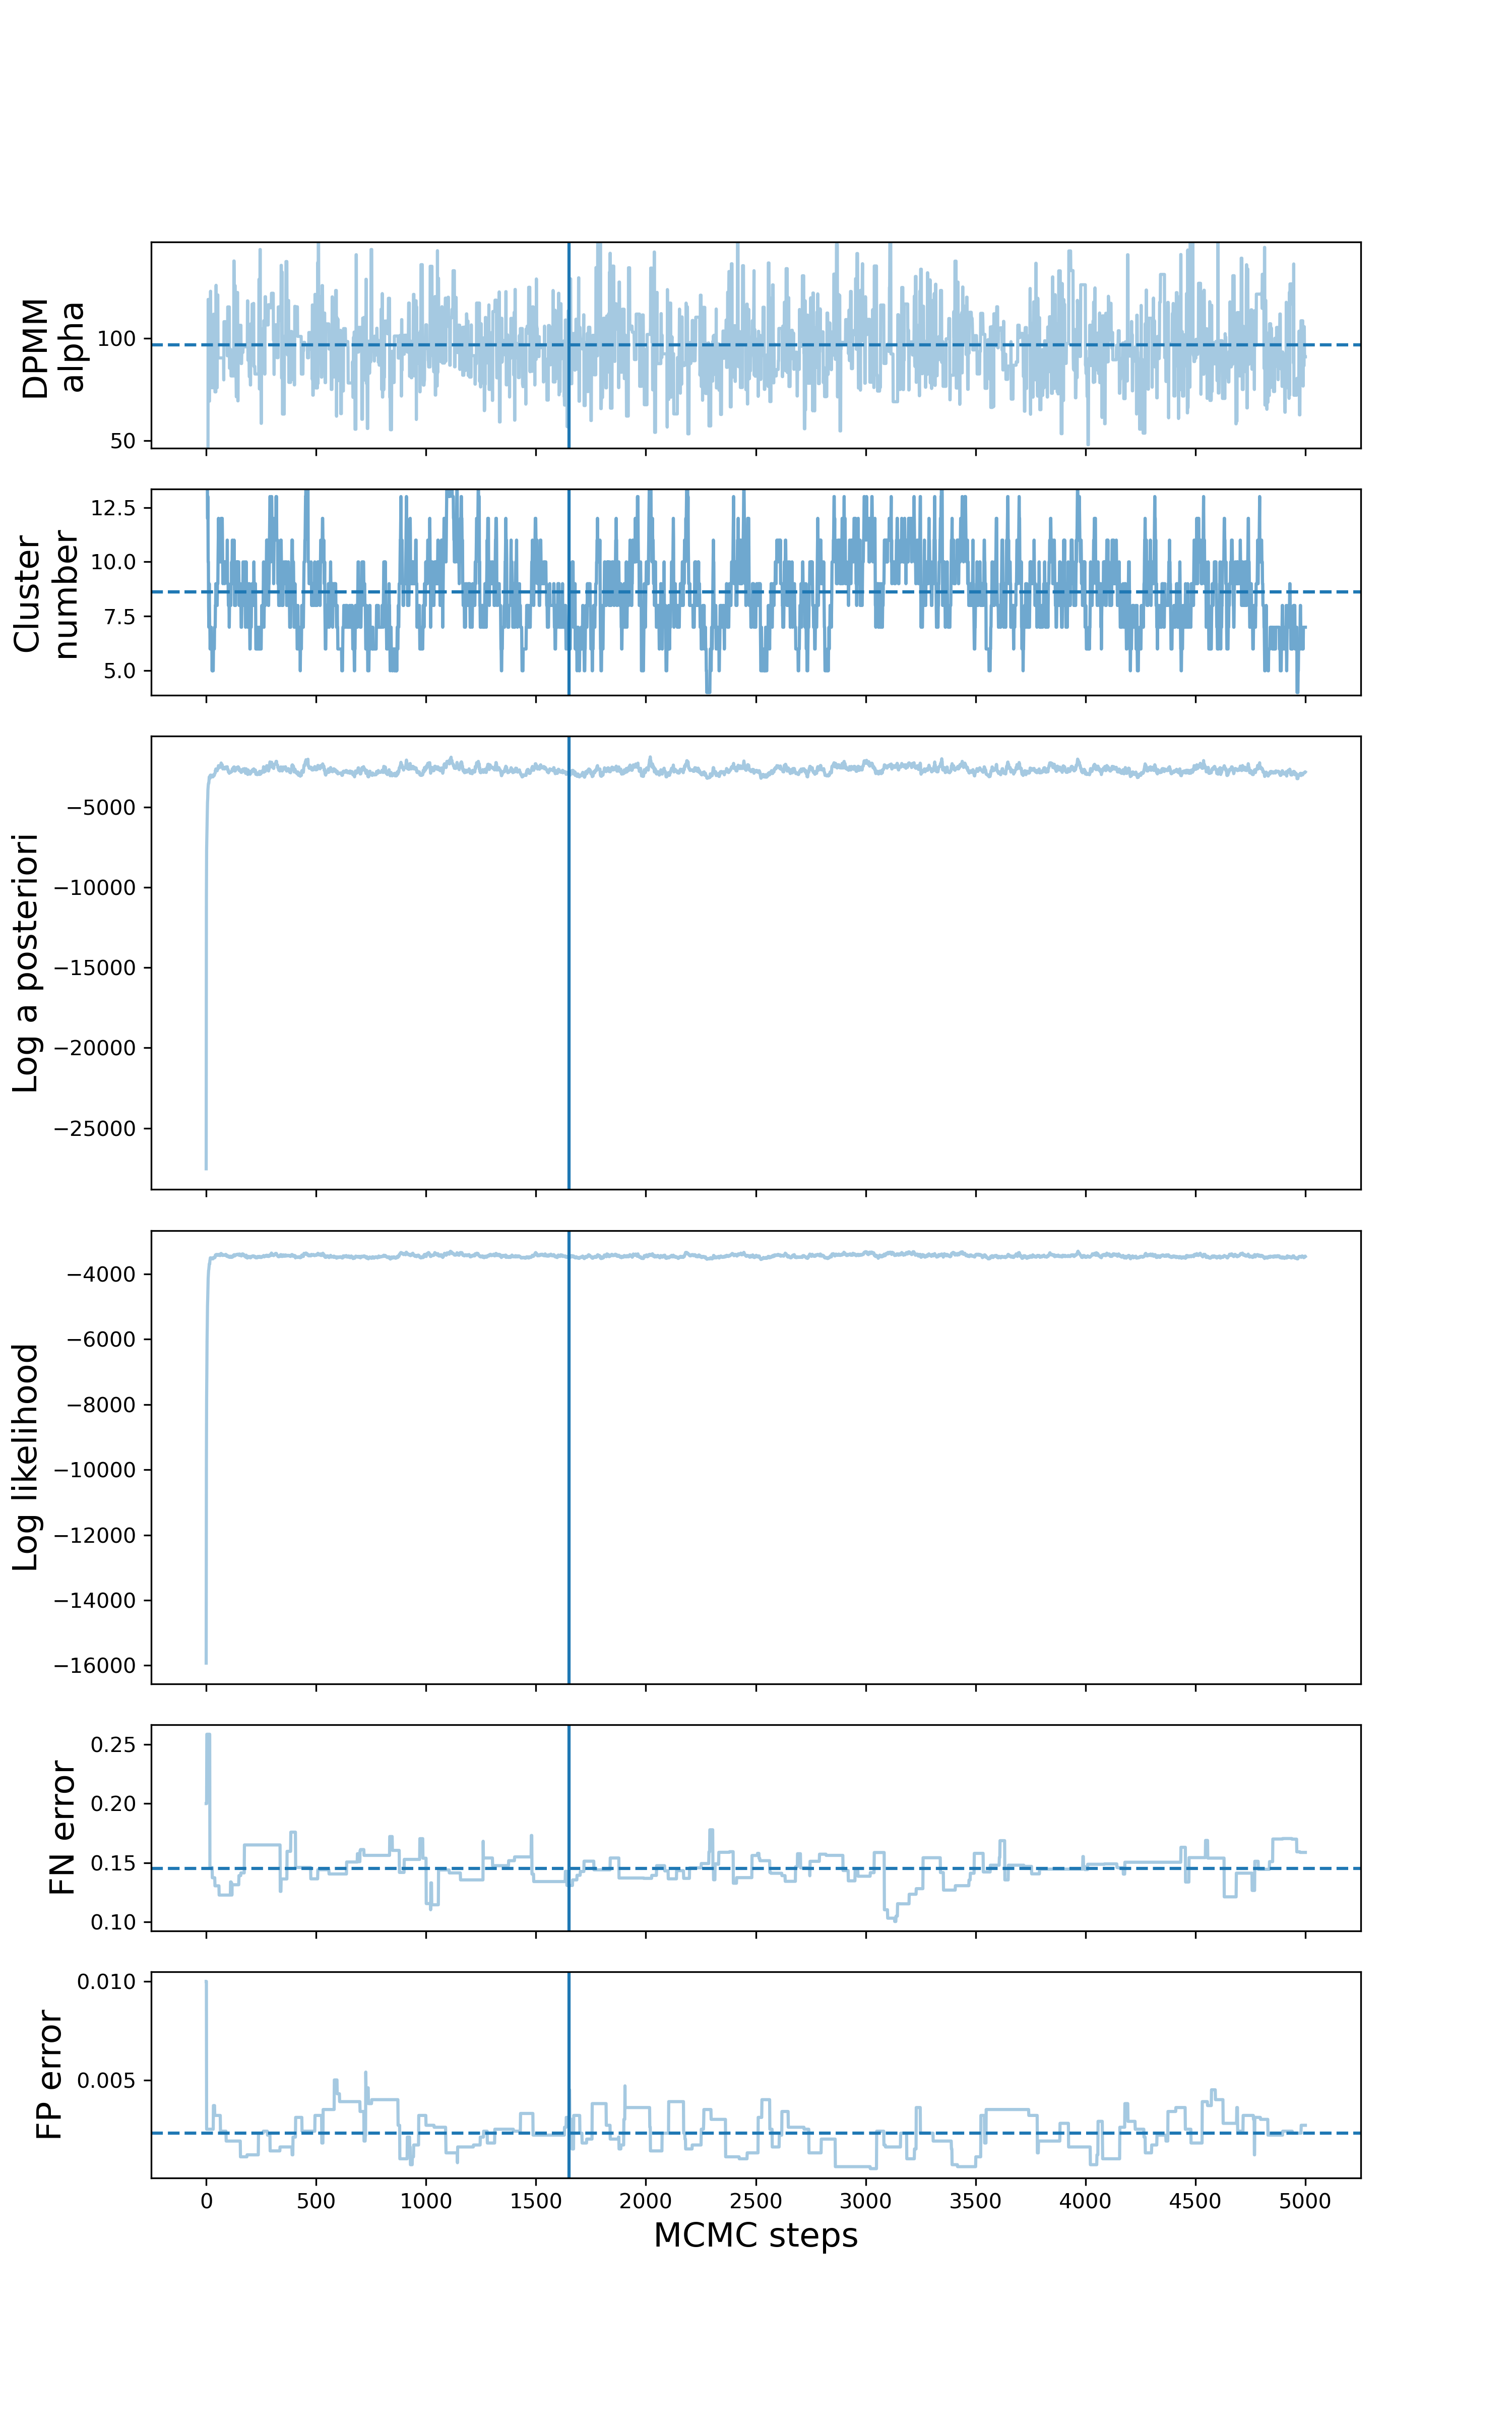 DPMM
alpha
100
50
Cluster
number
12.5
10.0
7.5
5.0
Log a posteriori
−5000
−10000
−15000
−20000
−25000
Log likelihood
−4000
−6000
−8000
−10000
−12000
−14000
−16000
FN error
0.25
0.20
0.15
0.10
FP error
0.010
0.005
0 500 1000 1500 2000 2500 3000 3500 4000 4500 5000
MCMC steps